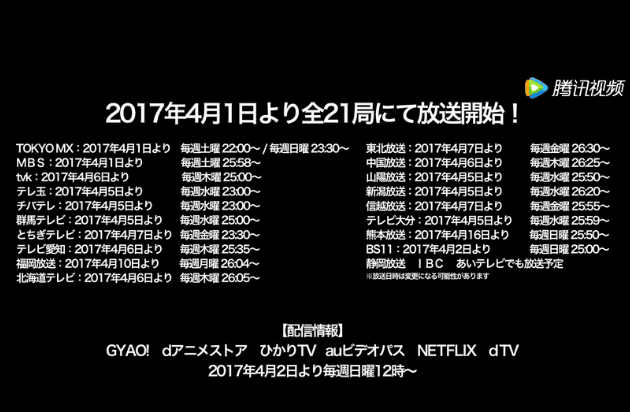 腾讯视频
2017年4月1日より全21局にて放送開始！
TOKYO MX：2017年4月1日より 毎週土曜 22:00～ / 毎週日曜 23:30～
ＭＢＳ：2017年4月1日より 毎週土曜 25:58～
tvk：2017年4月6日より 毎週木曜 25:00～
テレ玉：2017年4月5日より 毎週水曜 23:00～
チバテレ：2017年4月5日より 毎週水曜 23:00～
群馬テレビ：2017年4月5日より 毎週水曜 25:00～
とちぎテレビ：2017年4月7日より 毎週金曜 23:30～
テレビ愛知：2017年4月6日より 毎週木曜 25:35～
福岡放送：2017年4月10日より 毎週月曜 26:04～
北海道テレビ：2017年4月6日より 毎週木曜 26:05～
東北放送：2017年4月7日より 毎週金曜 26:30～
中国放送：2017年4月6日より 毎週木曜 26:25～
山陽放送：2017年4月5日より 毎週水曜 25:50～
新潟放送：2017年4月5日より 毎週水曜 26:20～
信越放送：2017年4月7日より 毎週金曜 25:55～
テレビ大分：2017年4月5日より 毎週水曜 25:59～
熊本放送：2017年4月16日より 毎週日曜 25:50～
BS11：2017年4月2日より 毎週日曜 25:00～
静岡放送 ＩＢＣ あいテレビでも放送予定
※放送日時は変更になる可能性があります
【配信情報】
GYAO! dアニメストア ひかりTV auビデオパス NETFLIX dTV
2017年4月2日より毎週日曜12時～